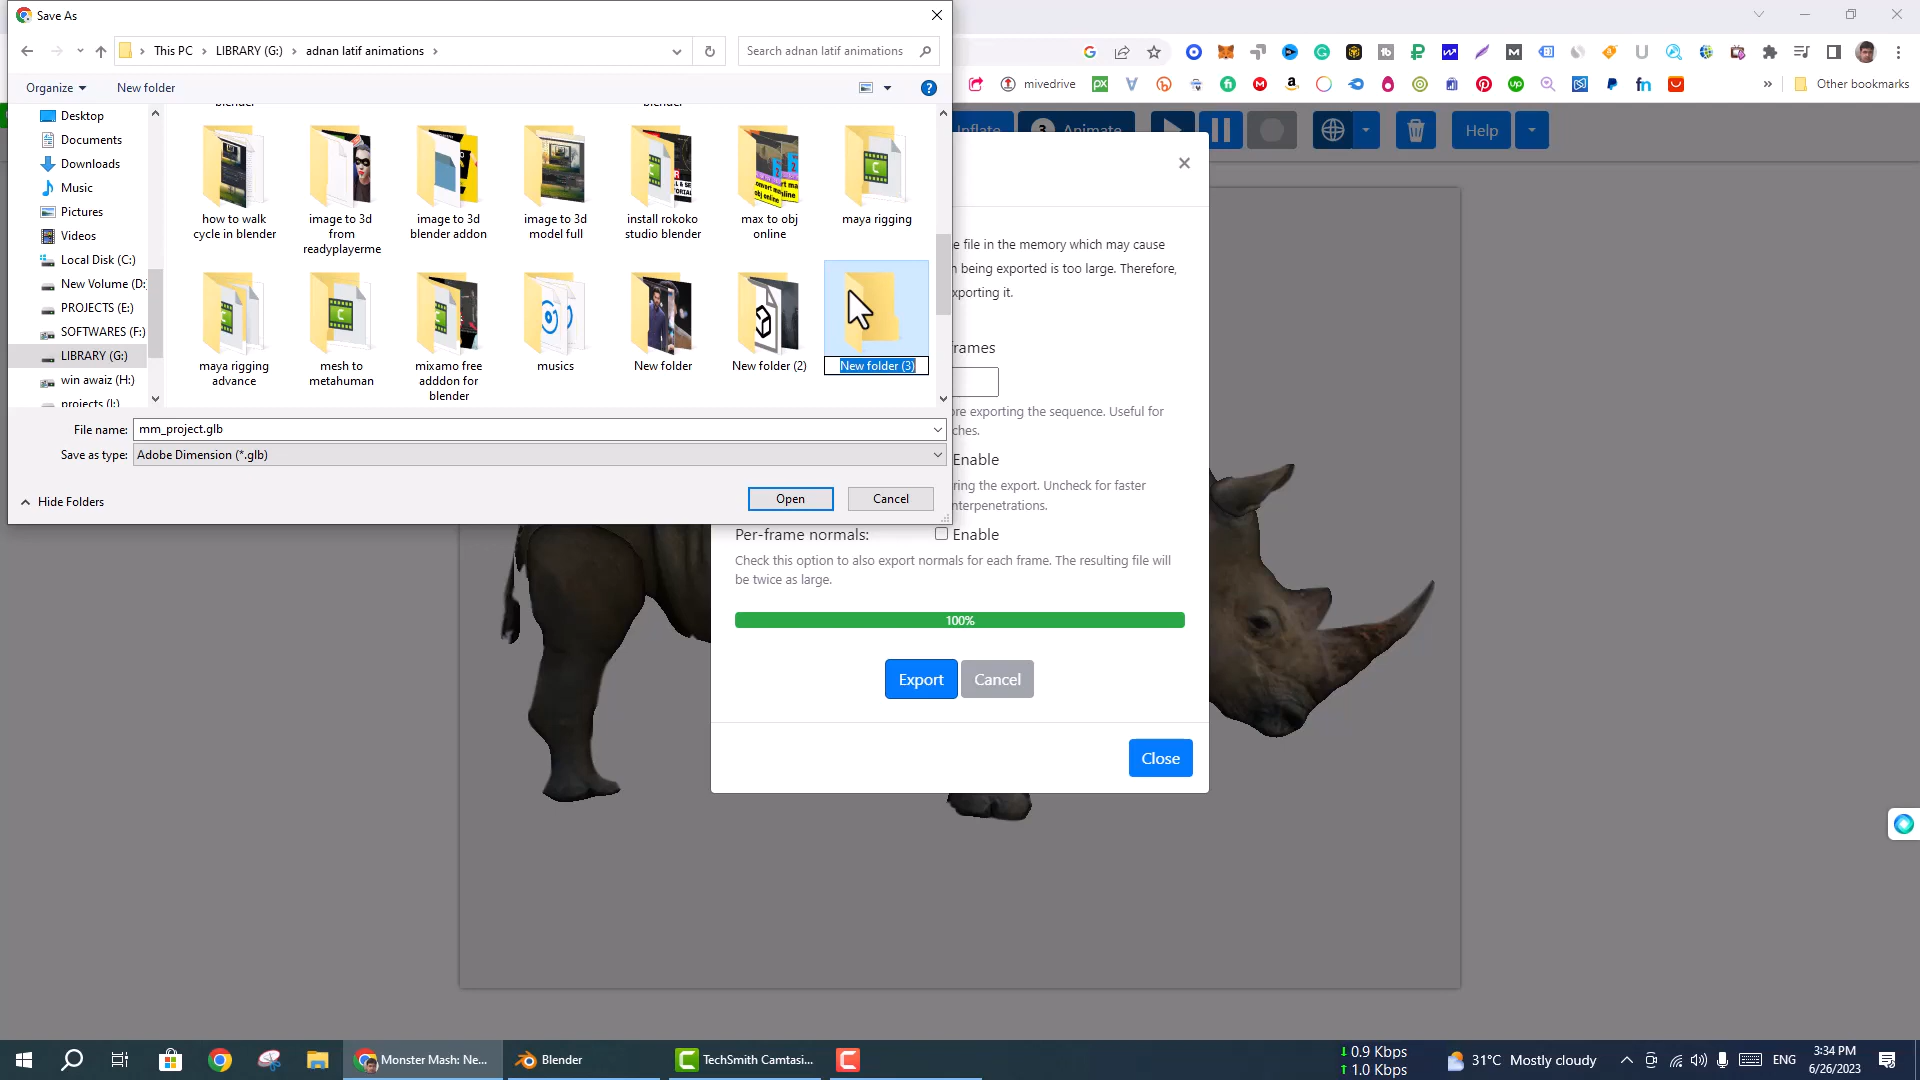 Save As
This PC
LIBRARY (G:)
adnan latif animations
Search adnan latif animations
Organize
New folder
Desktop
Documents
Downloads
Music
Pictures
Videos
Local Disk (C:)
New Volume (D:
PROJECTS (E:)
SOFTWARES (F:)
LIBRARY (G:)
win awaiz (H:)
projects (I:)
blender
blender
how to walk
cycle in blender
image to 3d
from
readyplayerme
image to 3d
blender addon
image to 3d
model full
install rokoko
studio blender
max to obj
online
maya rigging
maya rigging
advance
mesh to
metahuman
mixamo free
adddon for
blender
musics
New folder
New folder (2)
New folder (3)
File name:
mm_project.glb
Save as type:
Adobe Dimension (*.glb)
Hide Folders
Open
Cancel
mivedrive
Other bookmarks
Inflate
3 Animate
Help
e file in the memory which may cause
n being exported is too large. Therefore,
xporting it.
frames
ore exporting the sequence. Useful for
ches.
Enable
ring the export. Uncheck for faster
nterpenetrations.
Per-frame normals:
Enable
Check this option to also export normals for each frame. The resulting file will
be twice as large.
100%
Export
Cancel
Close
Monster Mash: Ne...
Blender
TechSmith Camtasi...
0.9 Kbps
1.0 Kbps
31°C Mostly cloudy
ENG
3:34 PM
6/26/2023